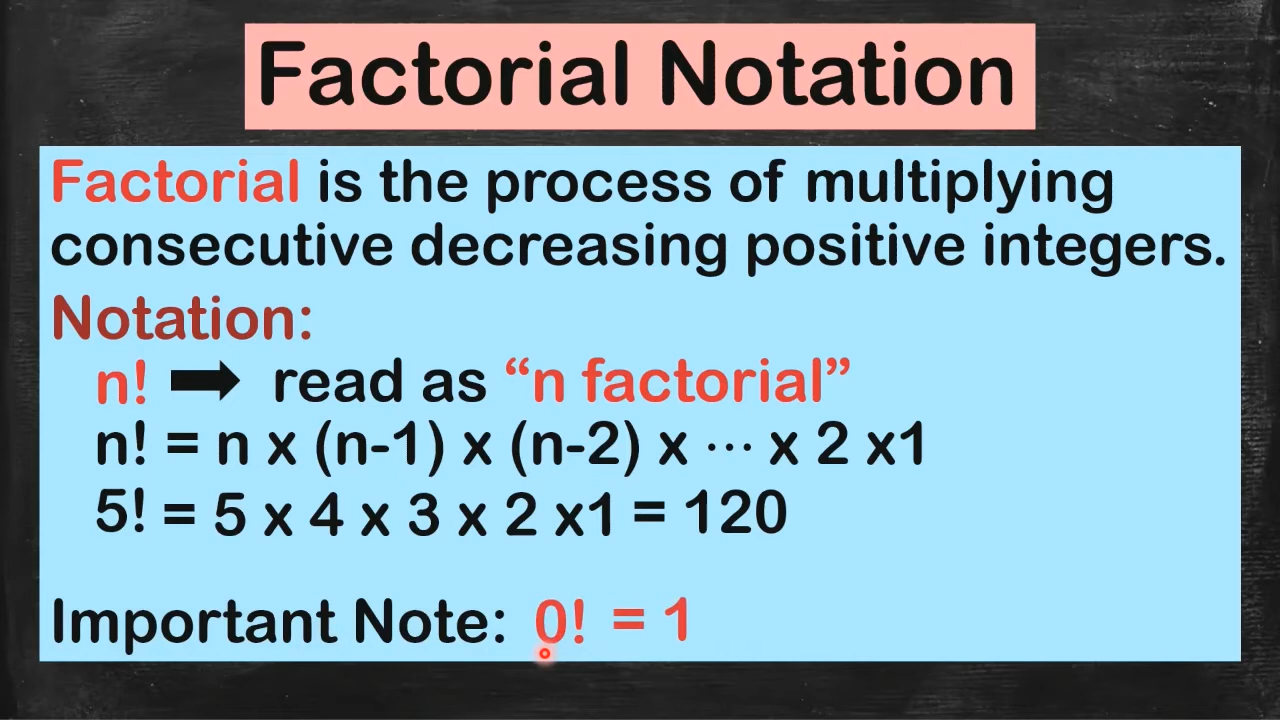 Factorial Notation
Factorial is the process of multiplying
consecutive decreasing positive integers.
Notation:
n! ➡ read as “n factorial”
n! = n x (n-1) x (n-2) x ⋯ x 2 x1
5! = 5 x 4 x 3 x 2 x1 = 120
Important Note: 0! = 1